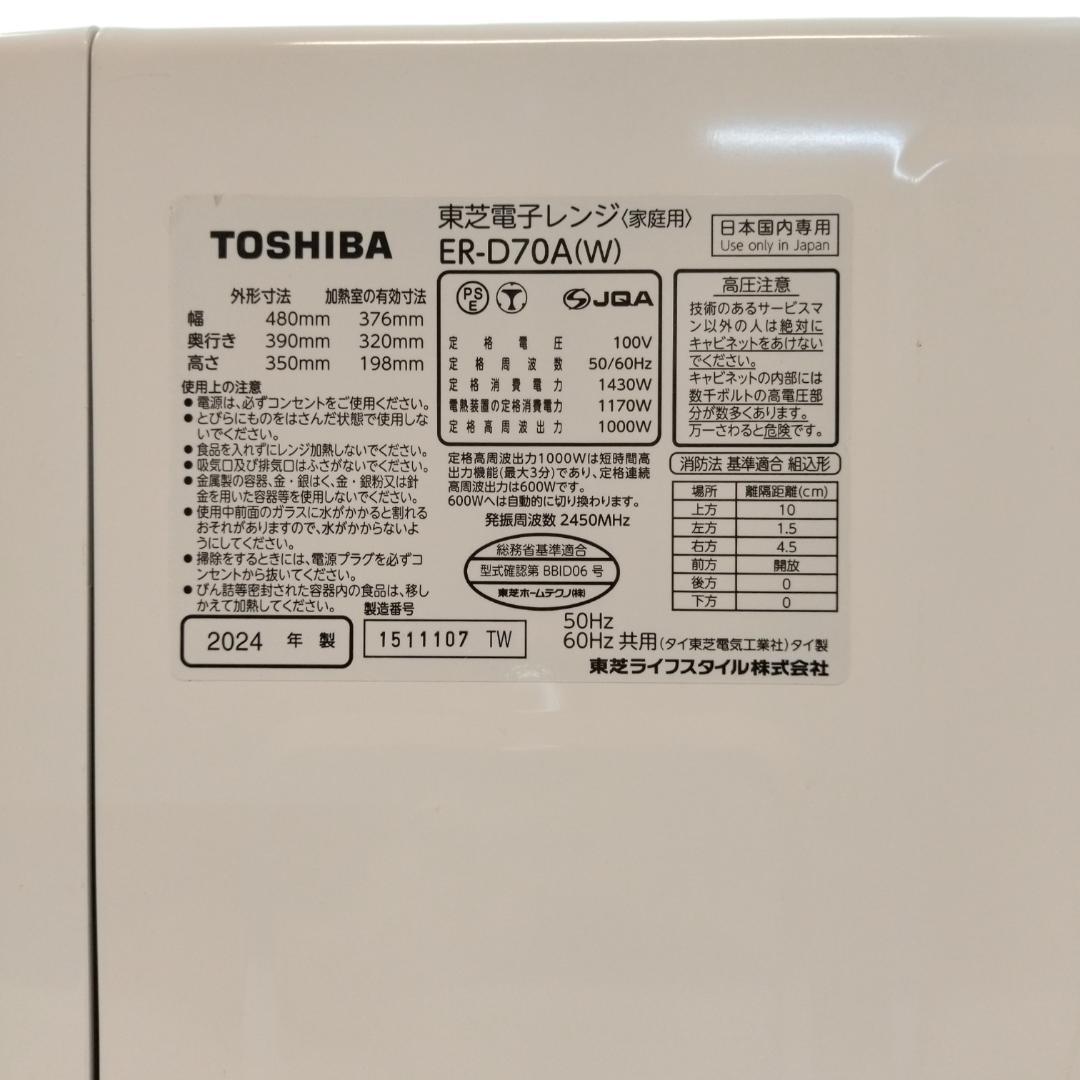 TOSHIBA
東芝電子レンジ〈家庭用〉
ER-D70A(W)
日本国内専用
Use only in Japan
外形寸法 加熱室の有効寸法
幅 480mm 376mm
奥行き 390mm 320mm
高さ 350mm 198mm
使用上の注意
● 電源は、必ずコンセントをご使用ください。
● とびらにものをはさんだ状態で使用しな
いでください。
● 食品を入れずにレンジ加熱しないでください。
● 吸気口及び排気口はふさがないでください。
● 金属製の容器、金・銀はく、金・銀粉又は針
金を用いた容器等を使用しないでください。
● 使用中前面のガラスに水がかかると割れる
おそれがありますので、水がかからないよ
うにしてください。
● 掃除をするときには、電源プラグを必ずコ
ンセントから抜いてください。
● びん詰等密封された容器内の食品は、移し
かえて加熱してください。
2024 年 製
製造番号
1511107 TW
PS
E
JQA
定格電圧 100V
定格周波数 50/60Hz
定格消費電力 1430W
電熱装置の定格消費電力 1170W
定格高周波出力 1000W
定格高周波出力1000Wは短時間高
出力機能(最大3分)であり、定格連続
高周波出力は600Wです。
600Wへは自動的に切り換わります。
発振周波数 2450MHz
総務省基準適合
型式確認第 BBID06 号
東芝ホームテクノ(株)
高圧注意
技術のあるサービスマ
ン以外の人は絶対に
キャビネットをあけない
でください。
キャビネットの内部には
数千ボルトの高電圧部
分が数多くあります。
万一さわると危険です。
消防法 基準適合 組込形
場所 離隔距離(cm)
上方 10
左方 1.5
右方 4.5
前方 開放
後方 0
下方 0
50Hz
60Hz 共用(タイ東芝電気工業社)タイ製
東芝ライフスタイル株式会社